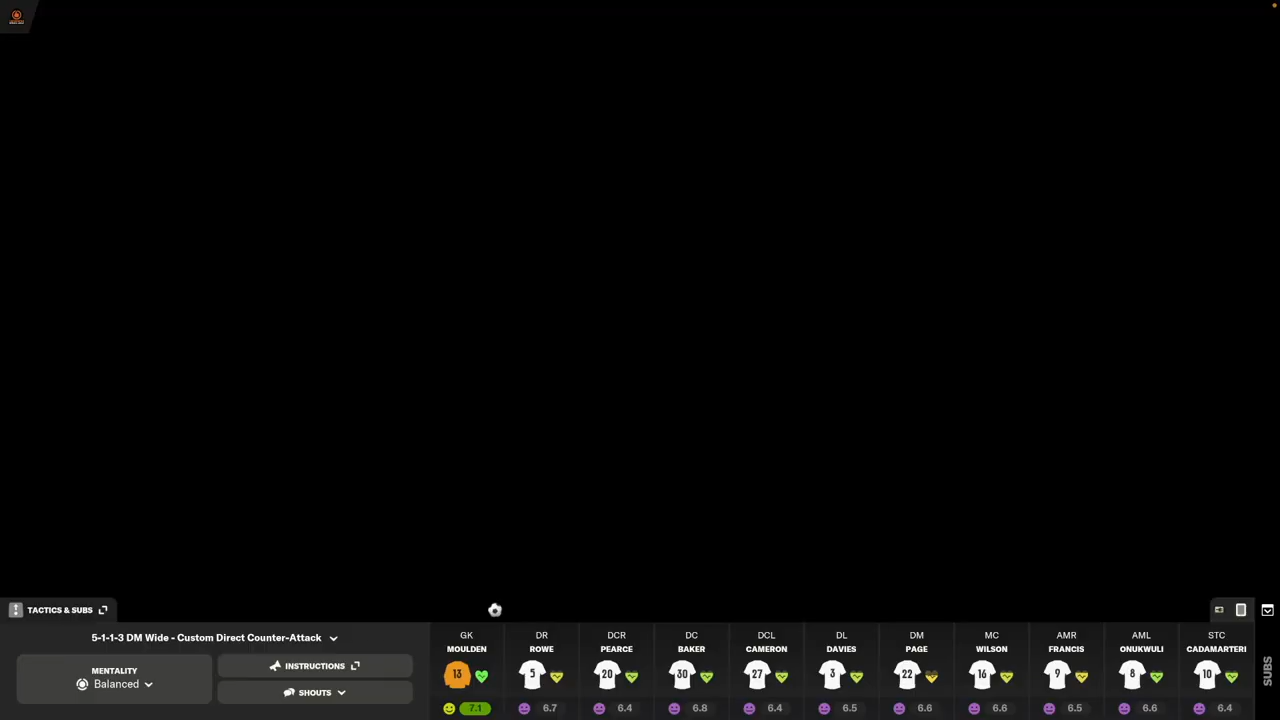 TACTICS & SUBS
5-1-1-3 DM Wide - Custom Direct Counter-Attack
MENTALITY
Balanced
INSTRUCTIONS
SHOUTS
GK DR DCR DC DCL DL DM MC AMR AML STC
MOULDEN ROWE PEARCE BAKER CAMERON DAVIES PAGE WILSON FRANCIS ONUKWULI CADAMARTERI
13 5 20 30 27 3 22 16 9 8 10
7.1 6.7 6.4 6.8 6.4 6.5 6.6 6.6 6.5 6.6 6.4
SUBS